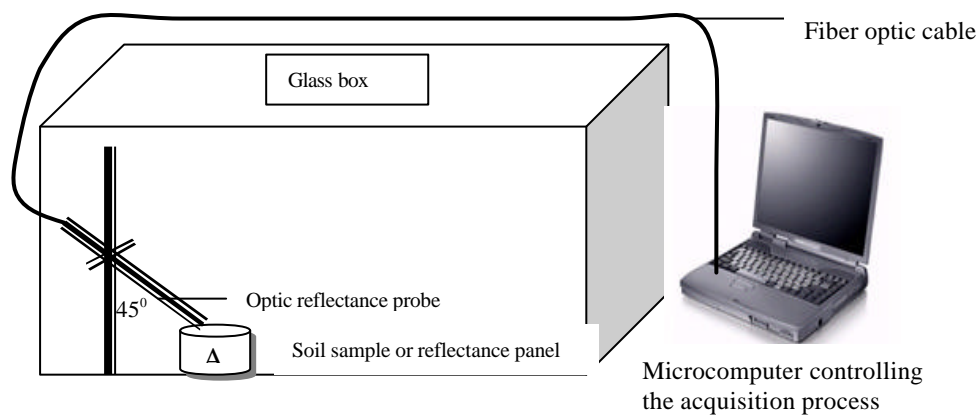 Fiber optic cable
Glass box
Optic reflectance probe
45⁰
Δ
Soil sample or reflectance panel
Microcomputer controlling
the acquisition process